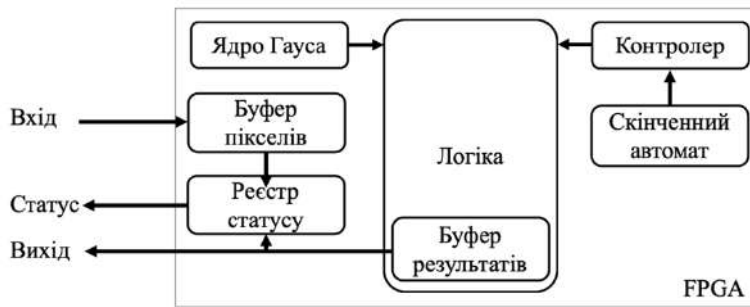 Ядро Гауса
Контролер
Вхід
Буфер
пікселів
Логіка
Скінченний
автомат
Статус
Реєстр
статусу
Вихід
Буфер
результатів
FPGA